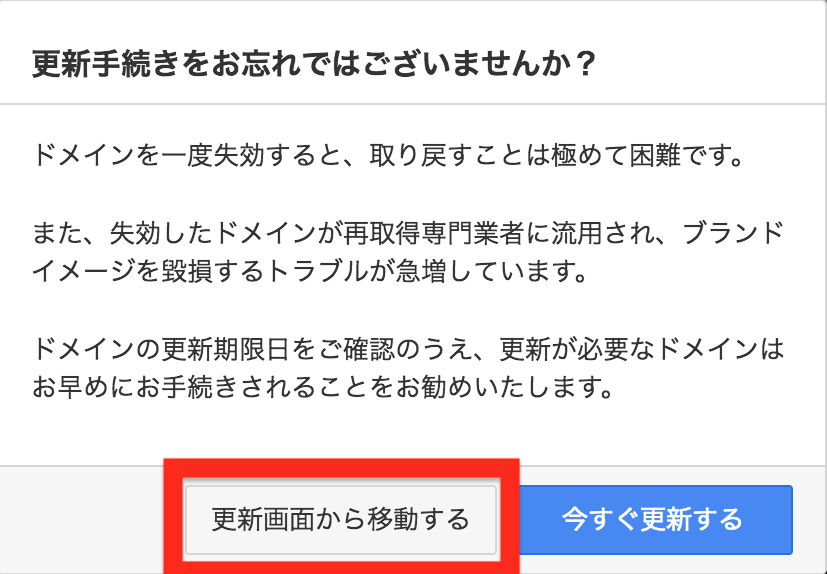 更新手続きをお忘れではございませんか？
ドメインを一度失効すると、取り戻すことは極めて困難です。
また、失効したドメインが再取得専門業者に流用され、ブランド
イメージを毀損するトラブルが急増しています。
ドメインの更新期限日をご確認のうえ、更新が必要なドメインは
お早めにお手続きされることをお勧めいたします。
更新画面から移動する
今すぐ更新する